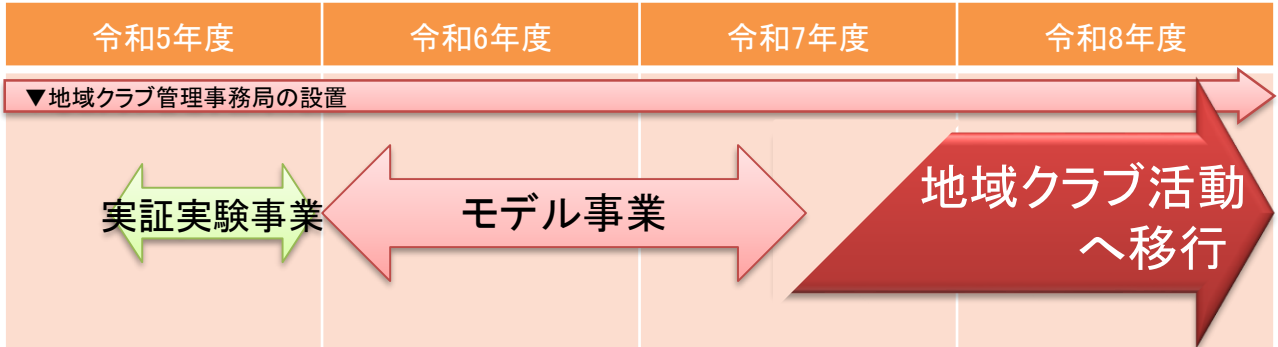 令和5年度
令和6年度
令和7年度
令和8年度
▼地域クラブ管理事務局の設置
実証実験事業
モデル事業
地域クラブ活動
へ移行